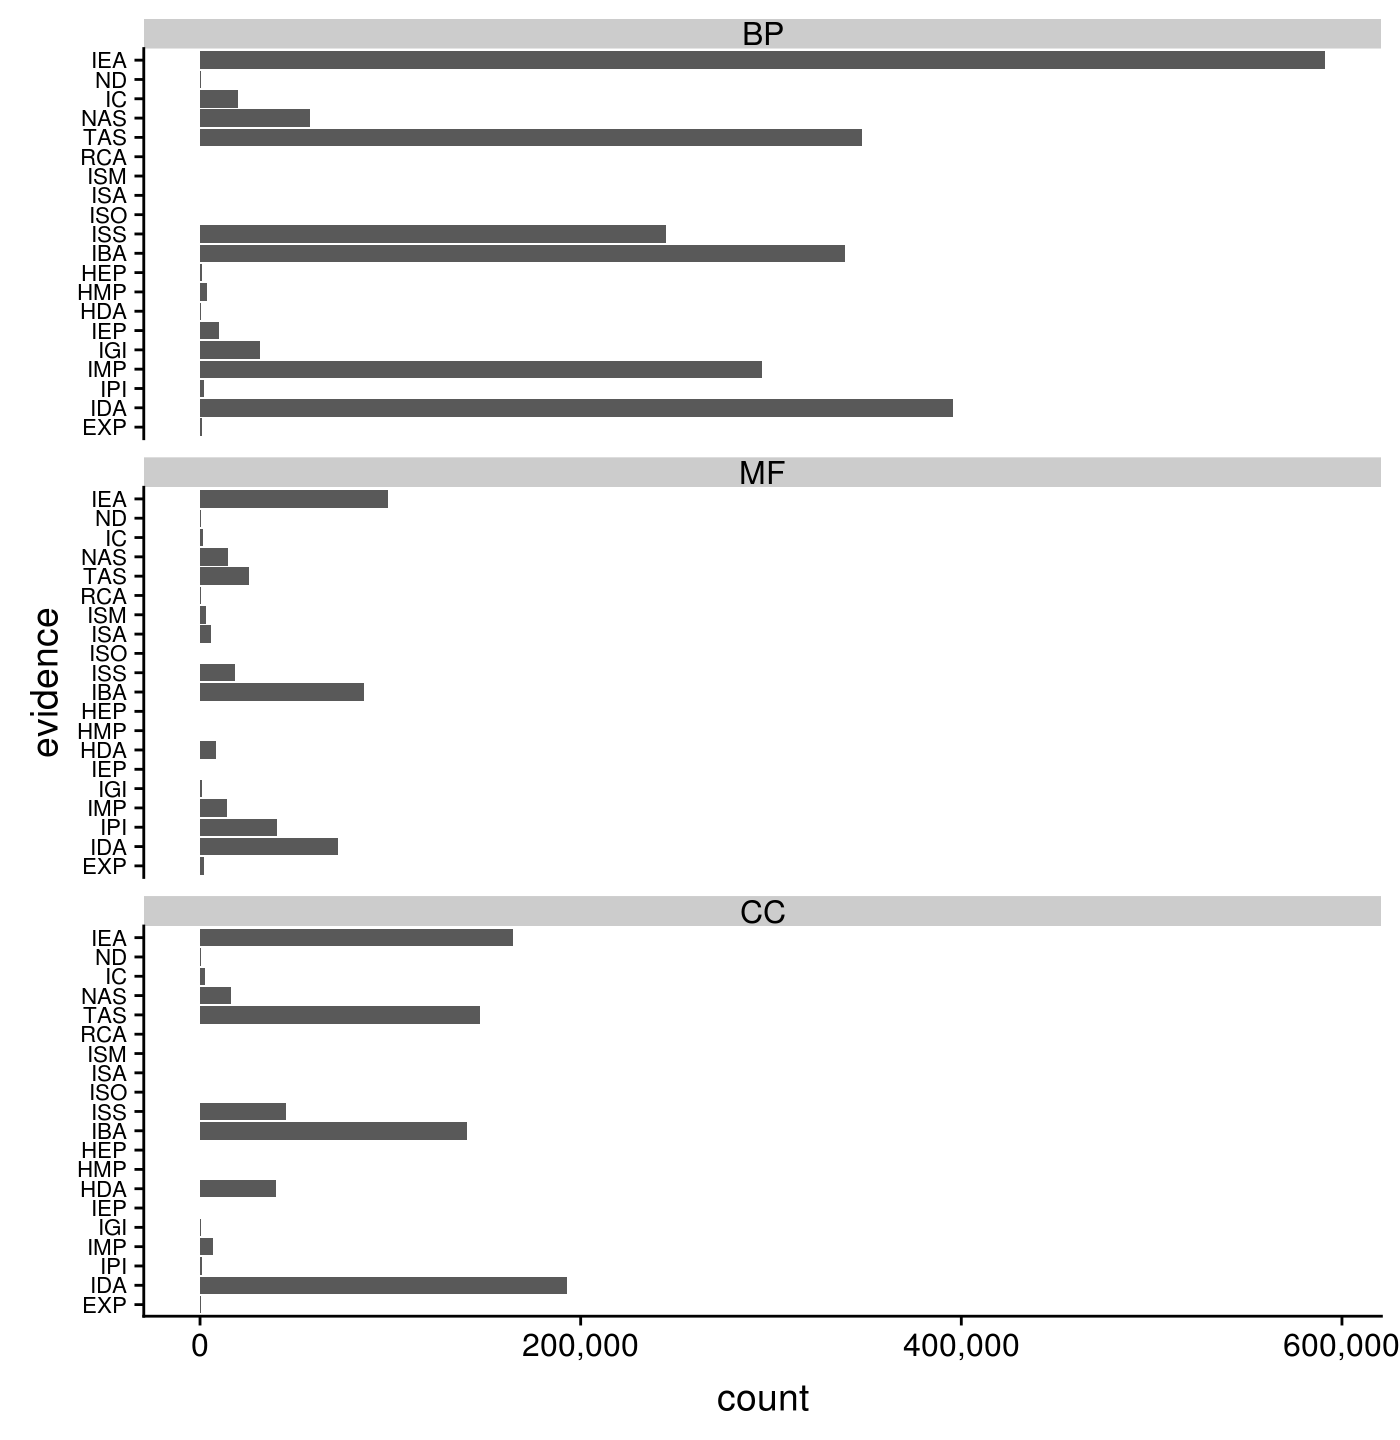 BP
IEA
ND
IC
NAS
TAS
RCA
ISM
ISA
ISO
ISS
IBA
HEP
HMP
HDA
IEP
IGI
IMP
IPI
IDA
EXP
MF
IEA
ND
IC
NAS
TAS
RCA
ISM
ISA
ISO
ISS
IBA
HEP
HMP
HDA
IEP
IGI
IMP
IPI
IDA
EXP
evidence
CC
IEA
ND
IC
NAS
TAS
RCA
ISM
ISA
ISO
ISS
IBA
HEP
HMP
HDA
IEP
IGI
IMP
IPI
IDA
EXP
0 200,000 400,000 600,000
count